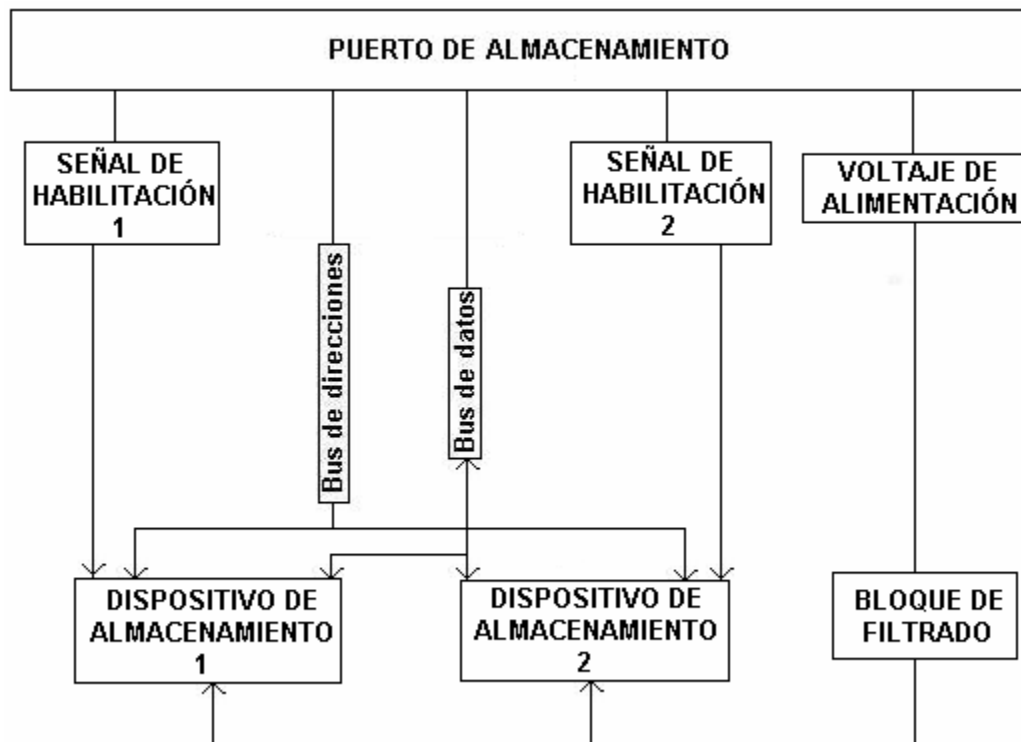 PUERTO DE ALMACENAMIENTO
SEÑAL DE
HABILITACIÓN
1
SEÑAL DE
HABILITACIÓN
2
VOLTAJE DE
ALIMENTACIÓN
Bus de direcciones
Bus de datos
DISPOSITIVO DE
ALMACENAMIENTO
1
DISPOSITIVO DE
ALMACENAMIENTO
2
BLOQUE DE
FILTRADO